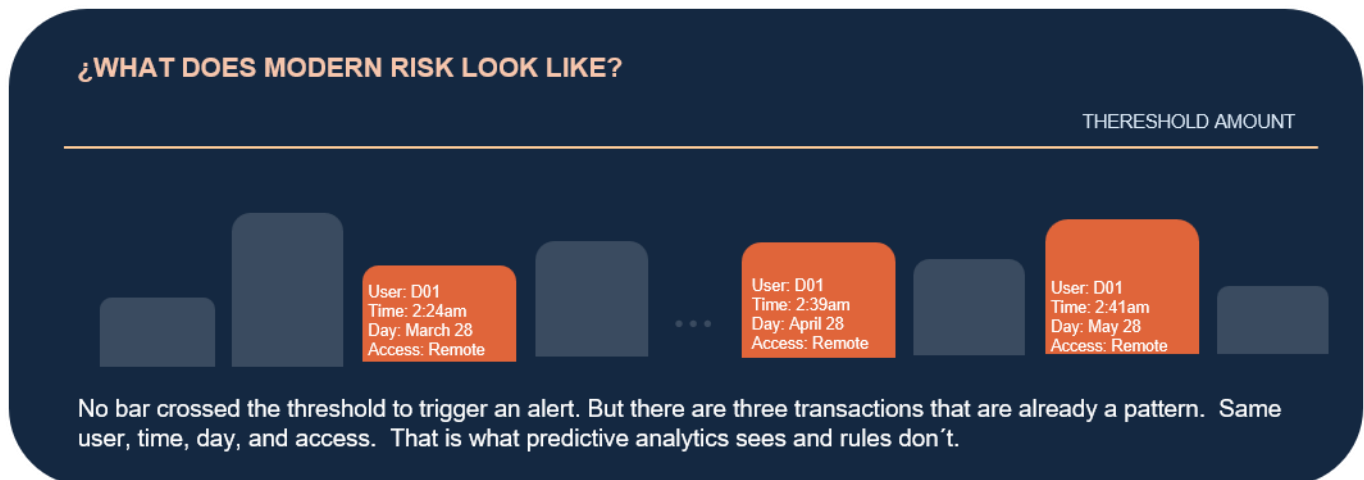 ¿WHAT DOES MODERN RISK LOOK LIKE?
THERESHOLD AMOUNT
User: D01
Time: 2:24am
Day: March 28
Access: Remote
User: D01
Time: 2:39am
Day: April 28
Access: Remote
User: D01
Time: 2:41am
Day: May 28
Access: Remote
No bar crossed the threshold to trigger an alert. But there are three transactions that are already a pattern.  Same
user, time, day, and access.  That is what predictive analytics sees and rules don´t.